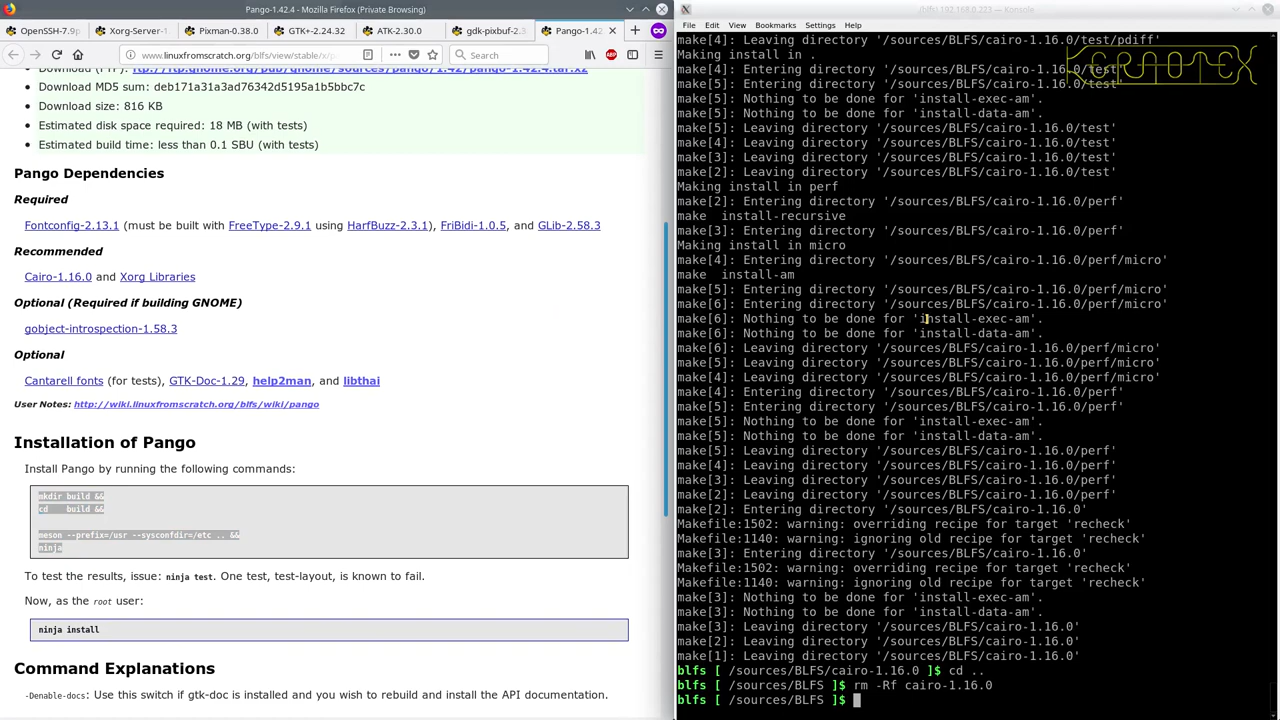 Pango-1.42.4 - Mozilla Firefox (Private Browsing)
OpenSSH-7.9p
Xorg-Server-1
Pixman-0.38.0
GTK+-2.24.32
ATK-2.30.0
gdk-pixbuf-2.3
Pango-1.42
www.linuxfromscratch.org/blfs/view/stable/x/
Search
Download (FTP): ftp://ftp.gnome.org/pub/gnome/sources/pango/1.42/pango-1.42.4.tar.xz
Download MD5 sum: deb171a31a3ad76342d5195a1b5bbc7c
Download size: 816 KB
Estimated disk space required: 18 MB (with tests)
Estimated build time: less than 0.1 SBU (with tests)
Pango Dependencies
Required
Fontconfig-2.13.1 (must be built with FreeType-2.9.1 using HarfBuzz-2.3.1), FriBidi-1.0.5, and GLib-2.58.3
Recommended
Cairo-1.16.0 and Xorg Libraries
Optional (Required if building GNOME)
gobject-introspection-1.58.3
Optional
Cantarell fonts (for tests), GTK-Doc-1.29, help2man, and libthai
User Notes: http://wiki.linuxfromscratch.org/blfs/wiki/pango
Installation of Pango
Install Pango by running the following commands:
mkdir build &&
cd    build &&
meson --prefix=/usr --sysconfdir=/etc .. &&
ninja
To test the results, issue: ninja test. One test, test-layout, is known to fail.
Now, as the root user:
ninja install
Command Explanations
-Denable-docs: Use this switch if gtk-doc is installed and you wish to rebuild and install the API documentation.
(blfs) 192.168.0.223 — Konsole
File Edit View Bookmarks Settings Help
KERAOTEX
make[4]: Leaving directory '/sources/BLFS/cairo-1.16.0/test/pdiff'
Making install in .
make[4]: Entering directory '/sources/BLFS/cairo-1.16.0/test'
make[5]: Entering directory '/sources/BLFS/cairo-1.16.0/test'
make[5]: Nothing to be done for 'install-exec-am'.
make[5]: Nothing to be done for 'install-data-am'.
make[5]: Leaving directory '/sources/BLFS/cairo-1.16.0/test'
make[4]: Leaving directory '/sources/BLFS/cairo-1.16.0/test'
make[3]: Leaving directory '/sources/BLFS/cairo-1.16.0/test'
make[2]: Leaving directory '/sources/BLFS/cairo-1.16.0/test'
Making install in perf
make[2]: Entering directory '/sources/BLFS/cairo-1.16.0/perf'
make  install-recursive
make[3]: Entering directory '/sources/BLFS/cairo-1.16.0/perf'
Making install in micro
make[4]: Entering directory '/sources/BLFS/cairo-1.16.0/perf/micro'
make  install-am
make[5]: Entering directory '/sources/BLFS/cairo-1.16.0/perf/micro'
make[6]: Entering directory '/sources/BLFS/cairo-1.16.0/perf/micro'
make[6]: Nothing to be done for 'install-exec-am'.
make[6]: Nothing to be done for 'install-data-am'.
make[6]: Leaving directory '/sources/BLFS/cairo-1.16.0/perf/micro'
make[5]: Leaving directory '/sources/BLFS/cairo-1.16.0/perf/micro'
make[4]: Leaving directory '/sources/BLFS/cairo-1.16.0/perf/micro'
make[4]: Entering directory '/sources/BLFS/cairo-1.16.0/perf'
make[5]: Entering directory '/sources/BLFS/cairo-1.16.0/perf'
make[5]: Nothing to be done for 'install-exec-am'.
make[5]: Nothing to be done for 'install-data-am'.
make[5]: Leaving directory '/sources/BLFS/cairo-1.16.0/perf'
make[4]: Leaving directory '/sources/BLFS/cairo-1.16.0/perf'
make[3]: Leaving directory '/sources/BLFS/cairo-1.16.0/perf'
make[2]: Leaving directory '/sources/BLFS/cairo-1.16.0/perf'
make[2]: Entering directory '/sources/BLFS/cairo-1.16.0'
Makefile:1502: warning: overriding recipe for target 'recheck'
Makefile:1140: warning: ignoring old recipe for target 'recheck'
make[3]: Entering directory '/sources/BLFS/cairo-1.16.0'
Makefile:1502: warning: overriding recipe for target 'recheck'
Makefile:1140: warning: ignoring old recipe for target 'recheck'
make[3]: Nothing to be done for 'install-exec-am'.
make[3]: Nothing to be done for 'install-data-am'.
make[3]: Leaving directory '/sources/BLFS/cairo-1.16.0'
make[2]: Leaving directory '/sources/BLFS/cairo-1.16.0'
make[1]: Leaving directory '/sources/BLFS/cairo-1.16.0'
blfs [ /sources/BLFS/cairo-1.16.0 ]$ cd ..
blfs [ /sources/BLFS ]$ rm -Rf cairo-1.16.0
blfs [ /sources/BLFS ]$